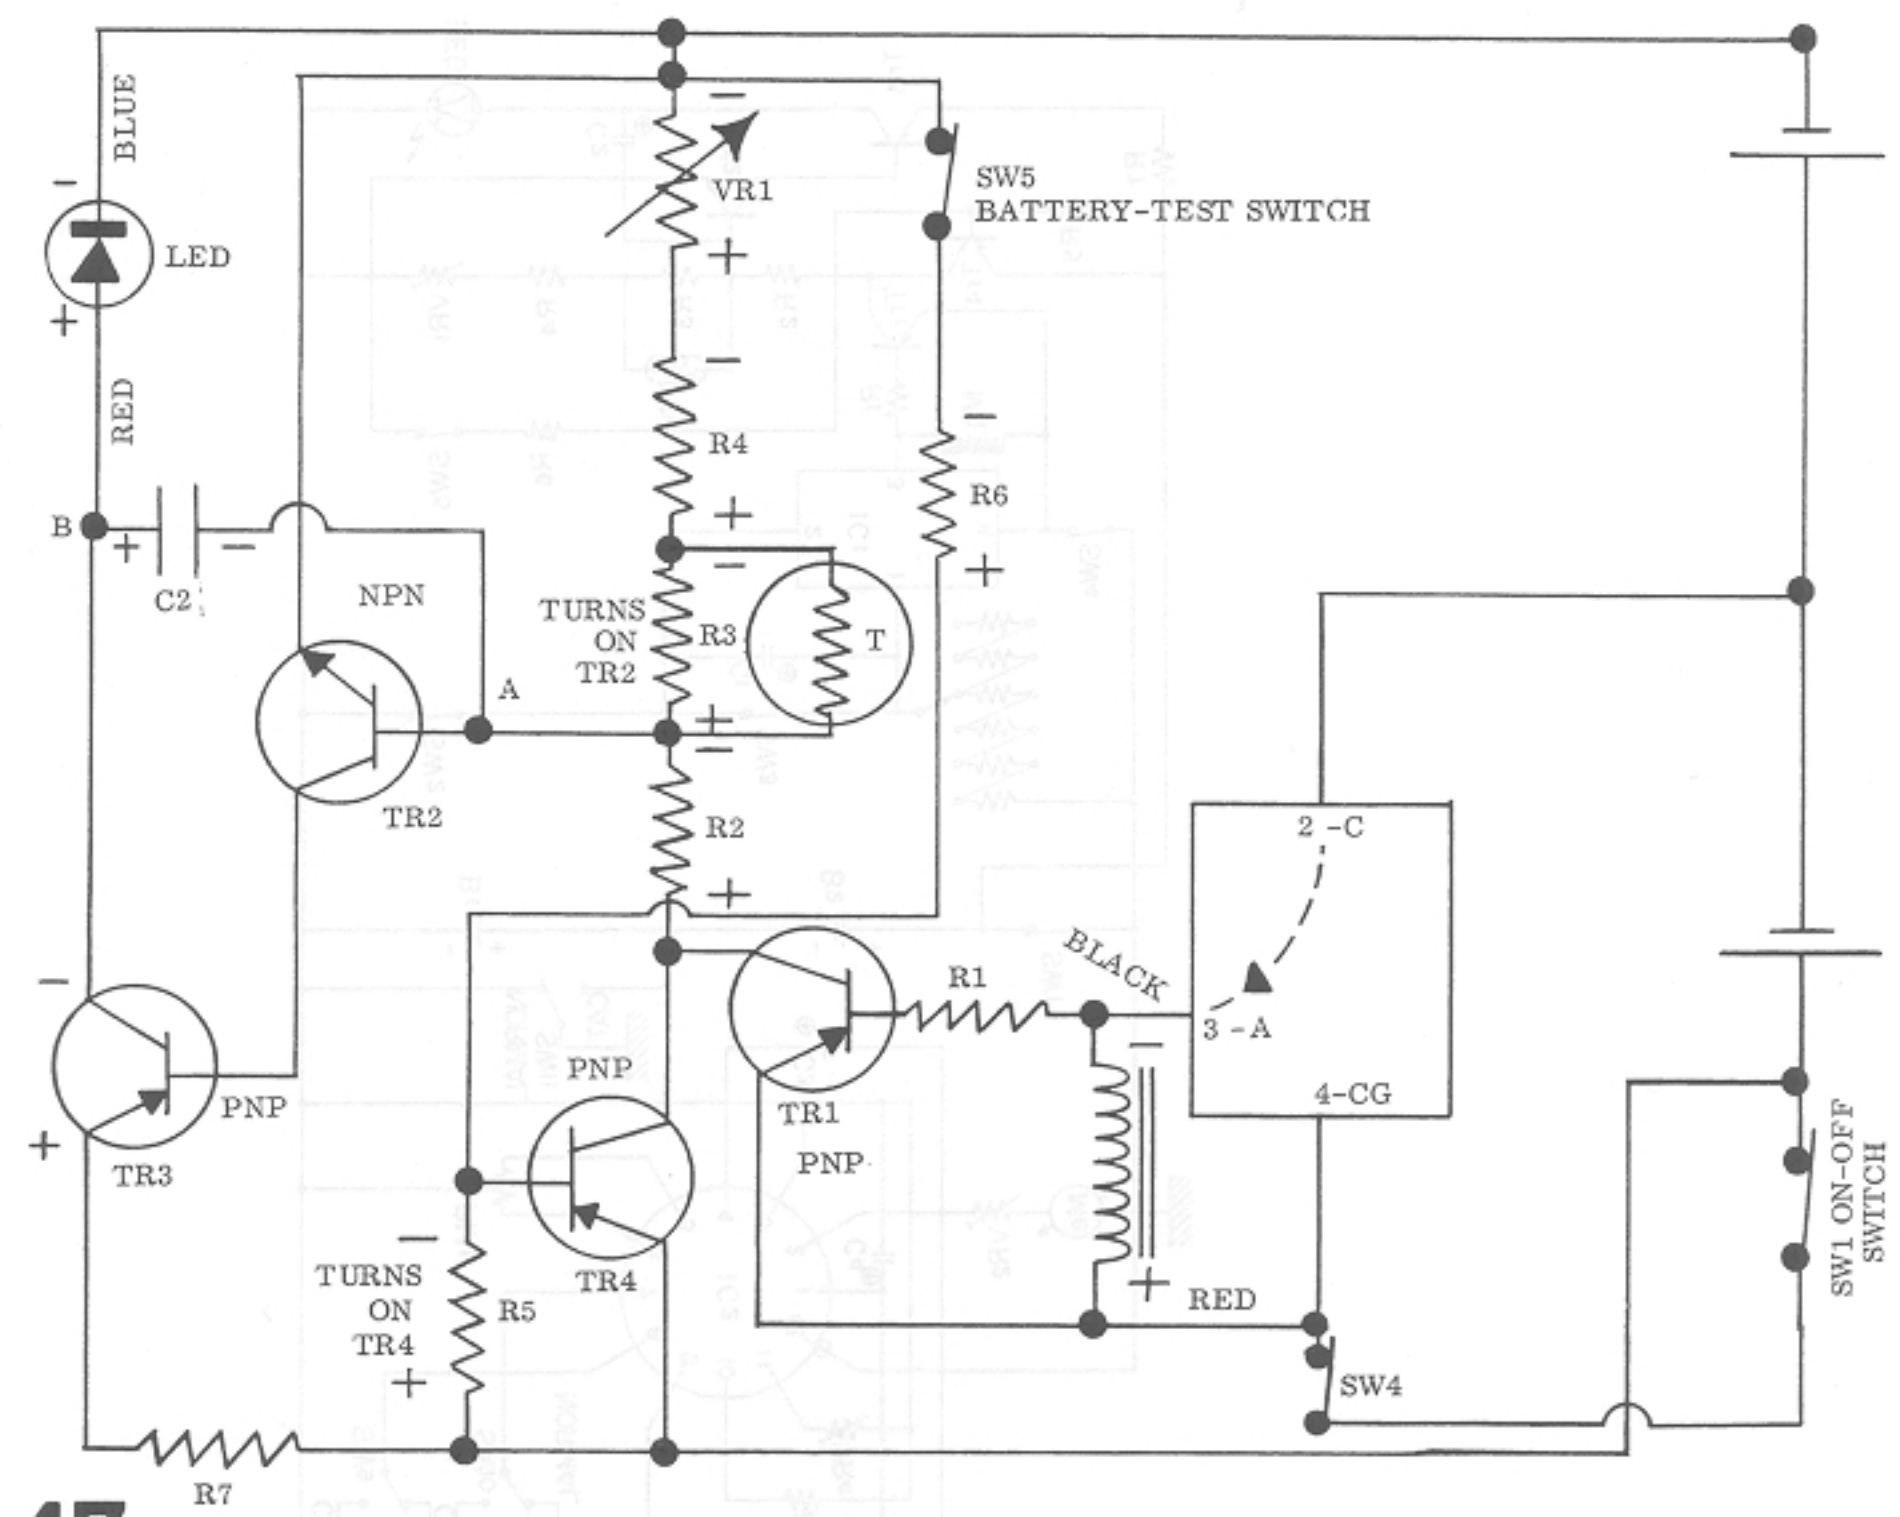 BLUE
−
LED
+
RED
B
+
−
C2
NPN
A
TR2
−
VR1
+
SW5
BATTERY-TEST SWITCH
−
R4
+
−
TURNS
ON
TR2
R3
T
+
−
R2
+
−
R6
+
2 -C
3 -A
4-CG
BLACK
R1
−
+
RED
TR1
PNP
PNP
TR4
−
PNP
+
TR3
−
TURNS
ON
TR4
R5
+
R7
SW4
SW1 ON-OFF
SWITCH